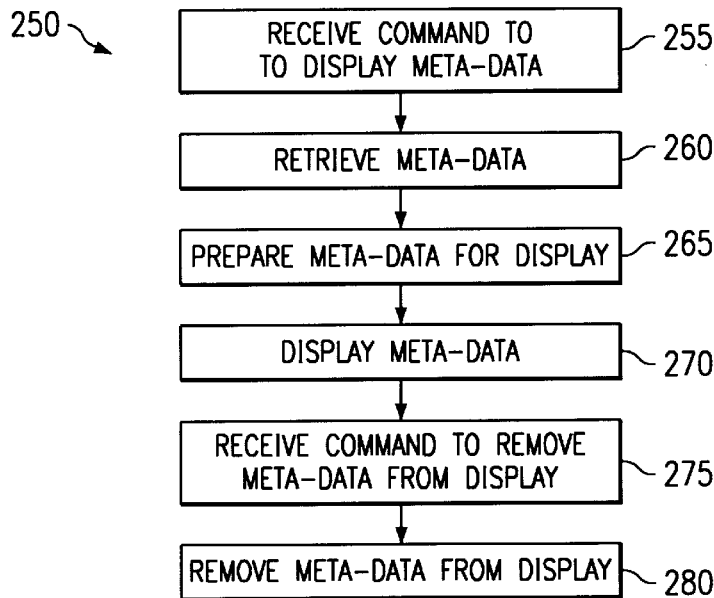 250
RECEIVE COMMAND TO
TO DISPLAY META-DATA
255
RETRIEVE META-DATA
260
PREPARE META-DATA FOR DISPLAY
265
DISPLAY META-DATA
270
RECEIVE COMMAND TO REMOVE
META-DATA FROM DISPLAY
275
REMOVE META-DATA FROM DISPLAY
280